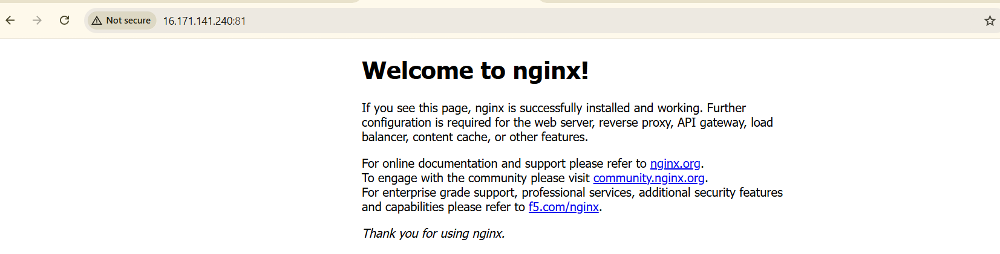 Not secure 16.171.141.240:81
Welcome to nginx!
If you see this page, nginx is successfully installed and working. Further
configuration is required for the web server, reverse proxy, API gateway, load
balancer, content cache, or other features.
For online documentation and support please refer to nginx.org.
To engage with the community please visit community.nginx.org.
For enterprise grade support, professional services, additional security features
and capabilities please refer to f5.com/nginx.
Thank you for using nginx.